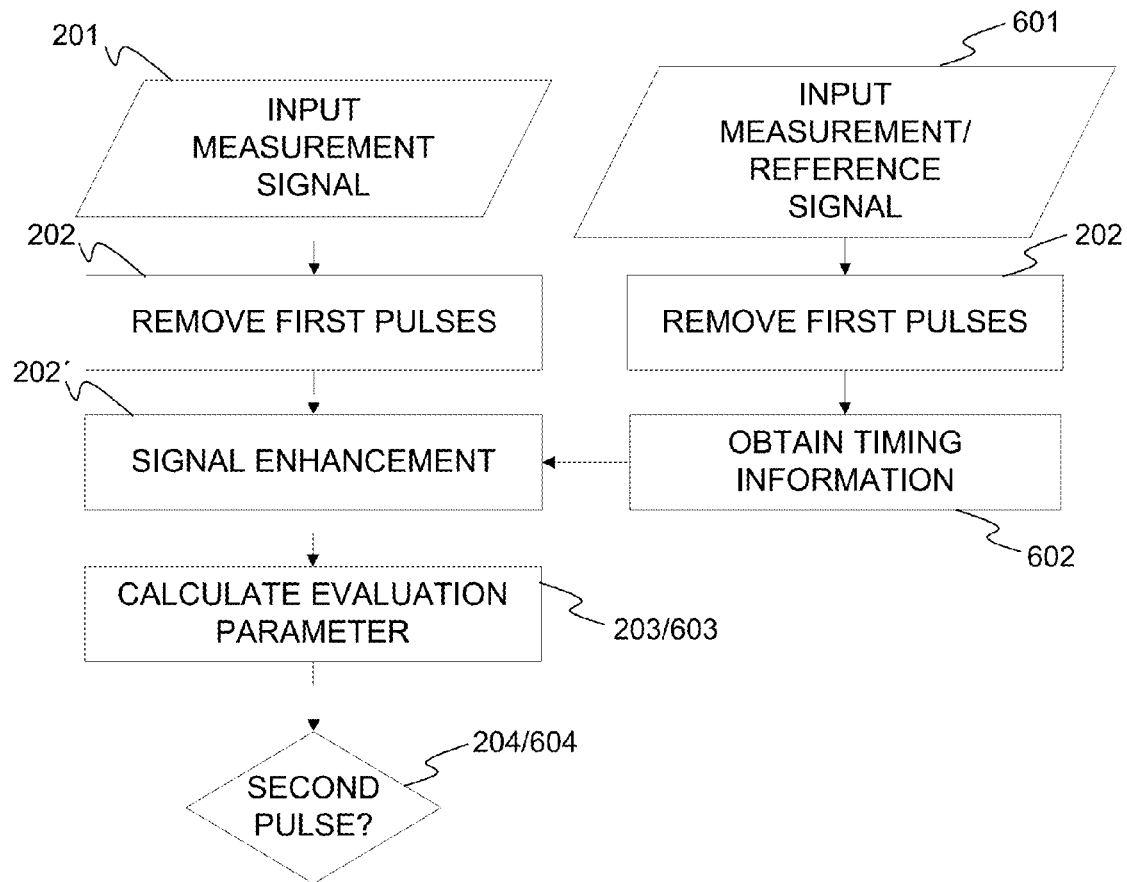 201
INPUT
MEASUREMENT
SIGNAL
601
INPUT
MEASUREMENT/
REFERENCE
SIGNAL
202
REMOVE FIRST PULSES
202
REMOVE FIRST PULSES
202'
SIGNAL ENHANCEMENT
OBTAIN TIMING
INFORMATION
602
CALCULATE EVALUATION
PARAMETER
203/603
SECOND
PULSE?
204/604